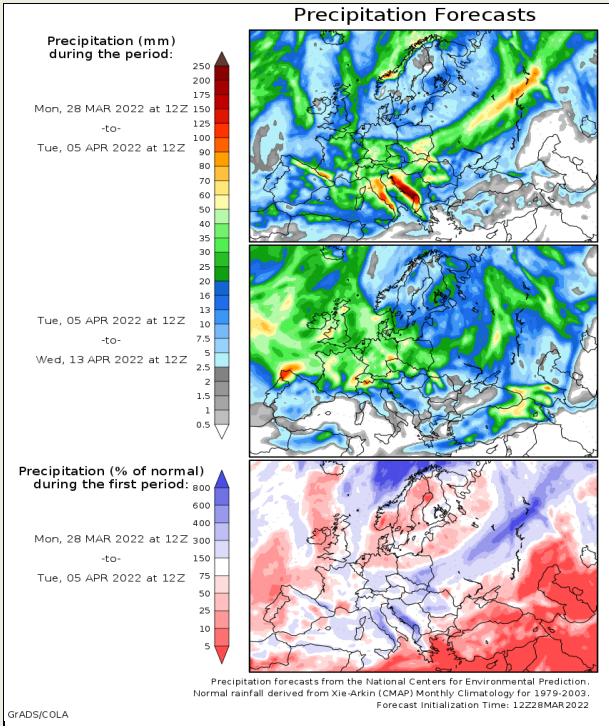 Precipitation Forecasts
Precipitation (mm)
during the period:
Mon, 28 MAR 2022 at 12Z
-to-
Tue, 05 APR 2022 at 12Z
250
200
175
150
125
100
90
80
70
60
50
40
35
30
25
20
16
13
10
7.5
5
2.5
2
1.5
1
0.5
Tue, 05 APR 2022 at 12Z
-to-
Wed, 13 APR 2022 at 12Z
Precipitation (% of normal)
during the first period:
Mon, 28 MAR 2022 at 12Z
-to-
Tue, 05 APR 2022 at 12Z
800
600
400
300
150
75
50
25
10
5
Precipitation forecasts from the National Centers for Environmental Prediction.
Normal rainfall derived from Xie-Arkin (CMAP) Monthly Climatology for 1979-2003.
Forecast Initialization Time: 12Z28MAR2022
GrADS/COLA